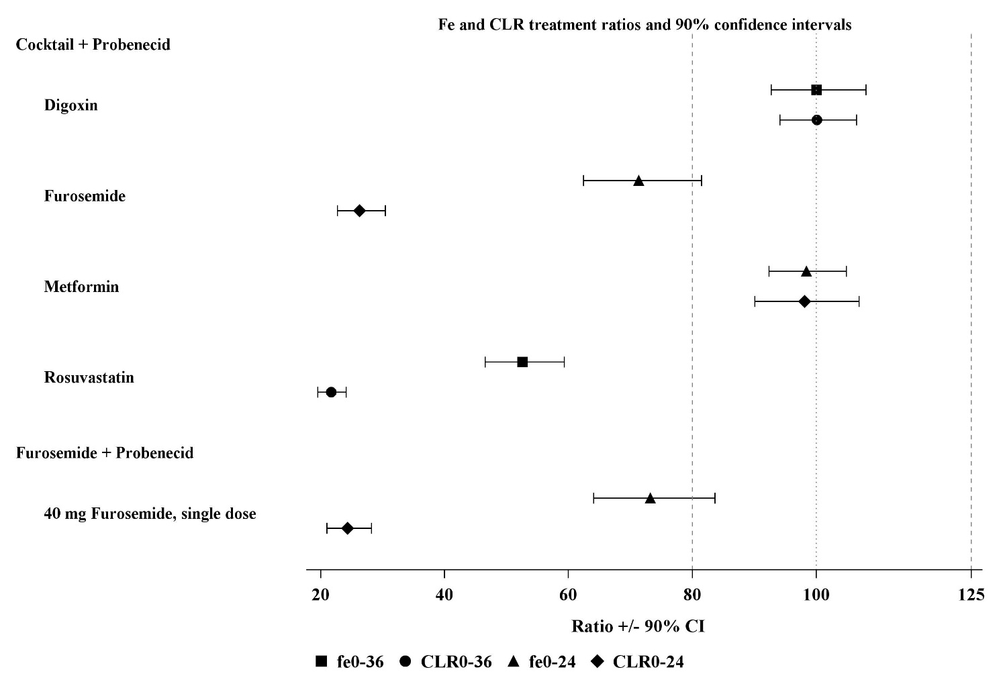 Fe and CLR treatment ratios and 90% confidence intervals
Cocktail + Probenecid
Digoxin
Furosemide
Metformin
Rosuvastatin
Furosemide + Probenecid
40 mg Furosemide, single dose
20 40 60 80 100 125
Ratio +/- 90% CI
fe0-36 CLR0-36 fe0-24 CLR0-24